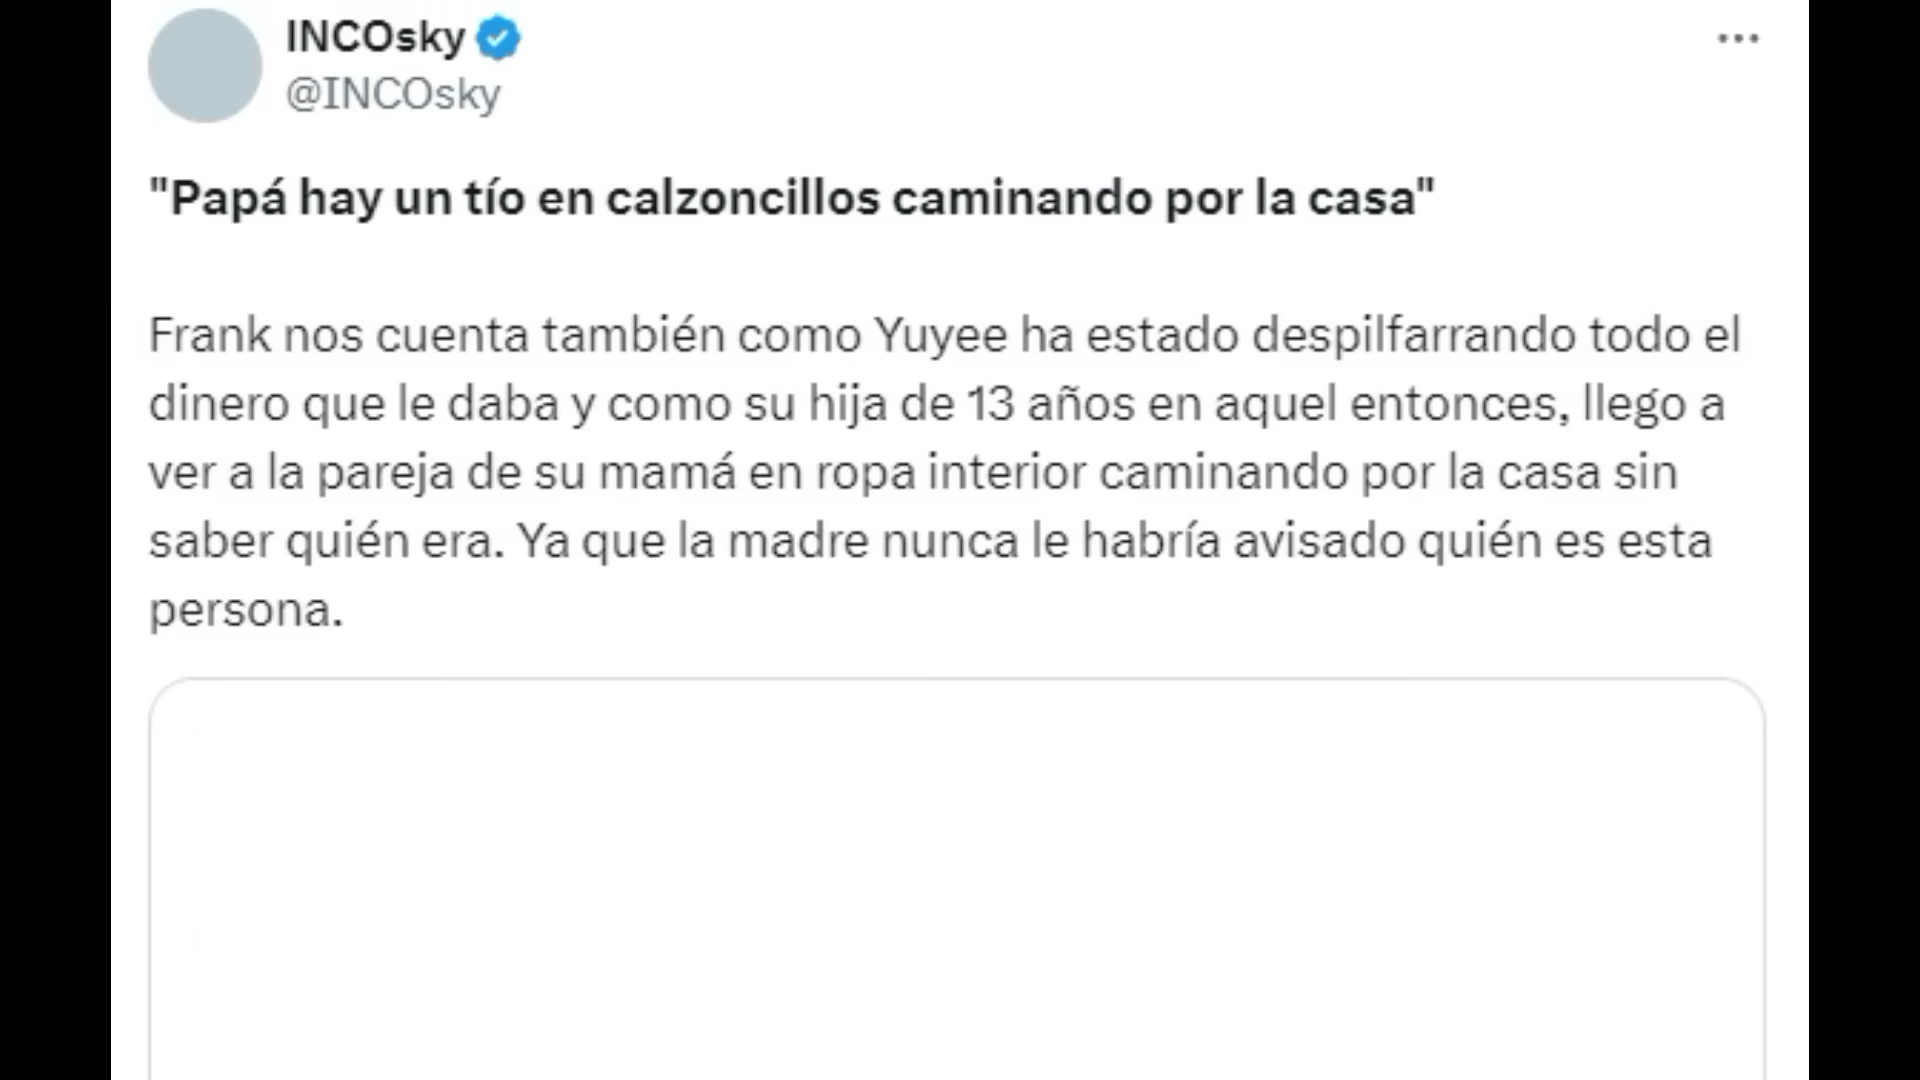 INCOsky
@INCOsky
"Papá hay un tío en calzoncillos caminando por la casa"
Frank nos cuenta también como Yuyee ha estado despilfarrando todo el
dinero que le daba y como su hija de 13 años en aquel entonces, llego a
ver a la pareja de su mamá en ropa interior caminando por la casa sin
saber quién era. Ya que la madre nunca le habría avisado quién es esta
persona.